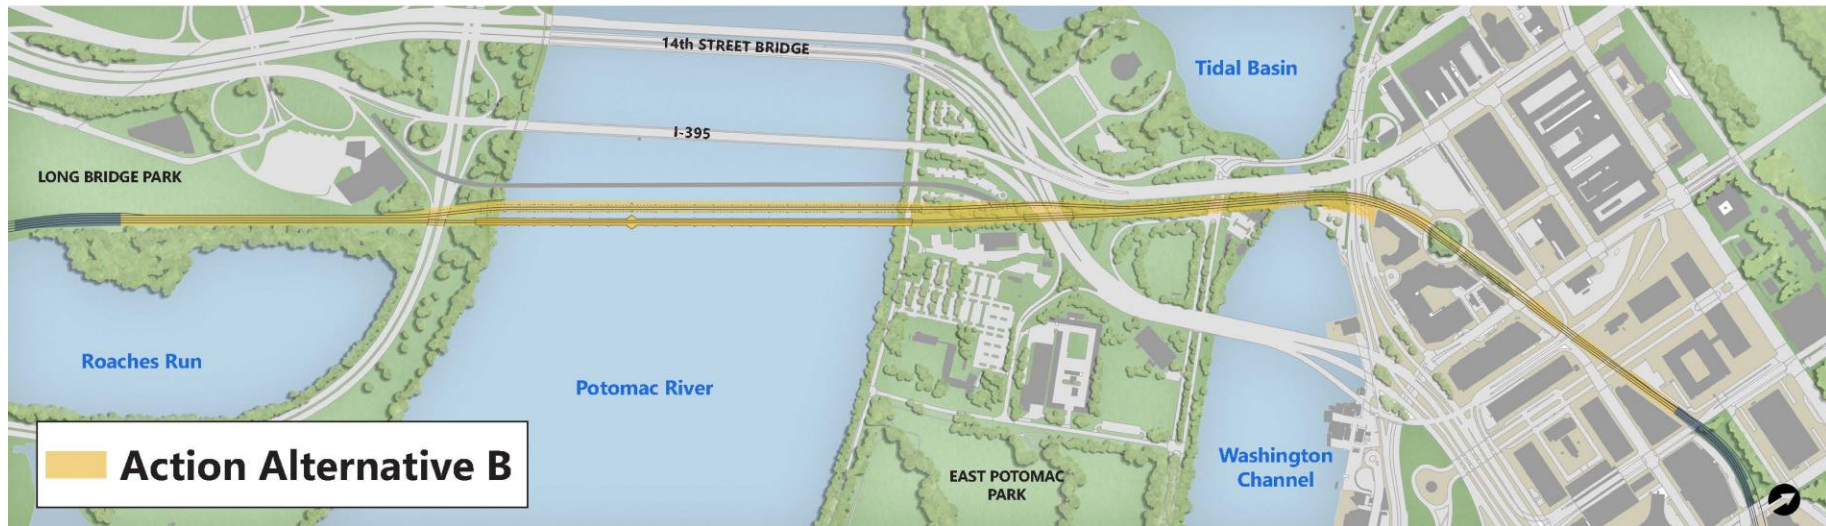 14th STREET BRIDGE
Tidal Basin
I-395
LONG BRIDGE PARK
Roaches Run
Potomac River
Action Alternative B
EAST POTOMAC
PARK
Washington
Channel